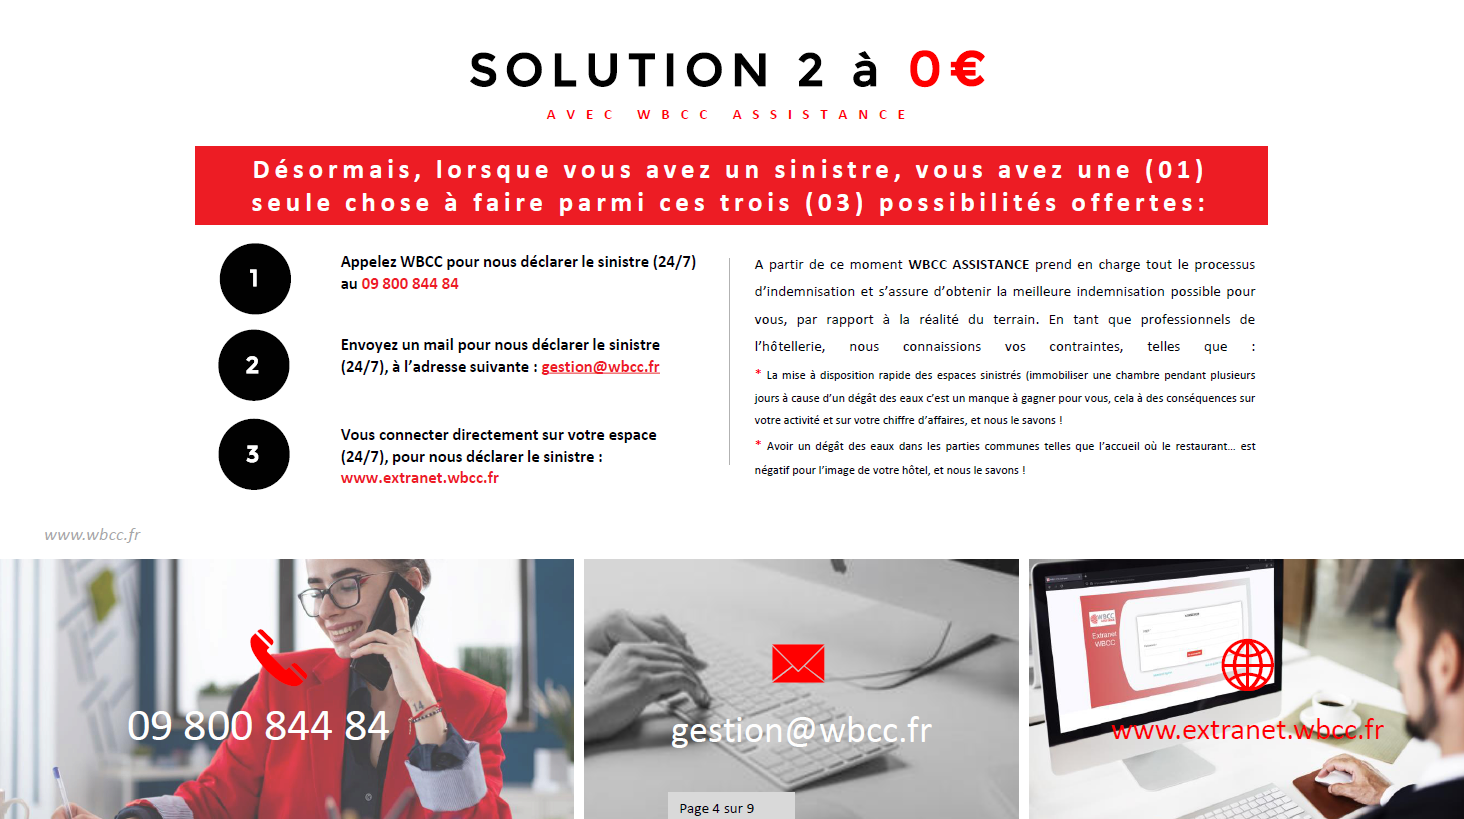 SOLUTION 2 à 0€
AVEC WBCC ASSISTANCE
Désormais, lorsque vous avez un sinistre, vous avez une (01)
seule chose à faire parmi ces trois (03) possibilités offertes:
1
Appelez WBCC pour nous déclarer le sinistre (24/7)
au 09 800 844 84
2
Envoyez un mail pour nous déclarer le sinistre
(24/7), à l’adresse suivante : gestion@wbcc.fr
3
Vous connecter directement sur votre espace
(24/7), pour nous déclarer le sinistre :
www.extranet.wbcc.fr
A partir de ce moment WBCC ASSISTANCE prend en charge tout le processus
d’indemnisation et s’assure d’obtenir la meilleure indemnisation possible pour
vous, par rapport à la réalité du terrain. En tant que professionnels de
l’hôtellerie, nous connaissions vos contraintes, telles que :
* La mise à disposition rapide des espaces sinistrés (immobiliser une chambre pendant plusieurs
jours à cause d’un dégât des eaux c’est un manque à gagner pour vous, cela à des conséquences sur
votre activité et sur votre chiffre d’affaires, et nous le savons !
* Avoir un dégât des eaux dans les parties communes telles que l’accueil où le restaurant… est
négatif pour l’image de votre hôtel, et nous le savons !
www.wbcc.fr
09 800 844 84
gestion@wbcc.fr
WBCC
Extranet
WBCC
www.extranet.wbcc.fr
Page 4 sur 9